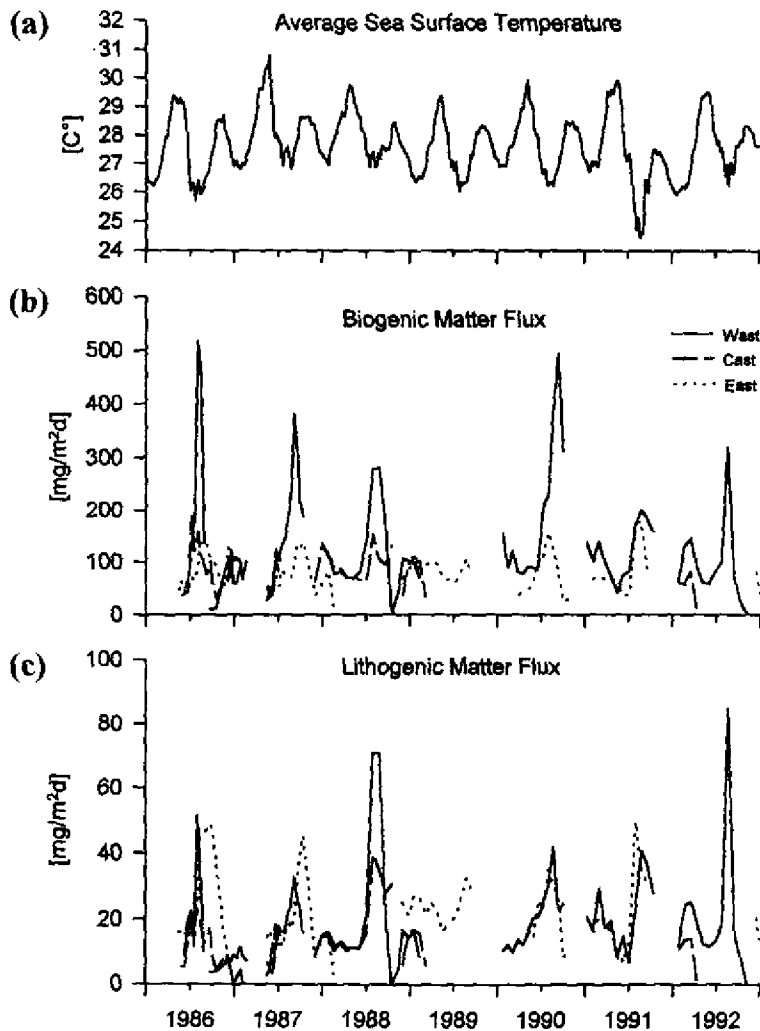 (a)
Average Sea Surface Temperature
32
31
30
29
28
27
26
25
24
[C°]
(b)
Biogenic Matter Flux
600
500
400
300
200
100
0
[mg/m²d]
Wast
Cast
East
(c)
Lithogenic Matter Flux
100
80
60
40
20
0
[mg/m²d]
1986 1987 1988 1989 1990 1991 1992